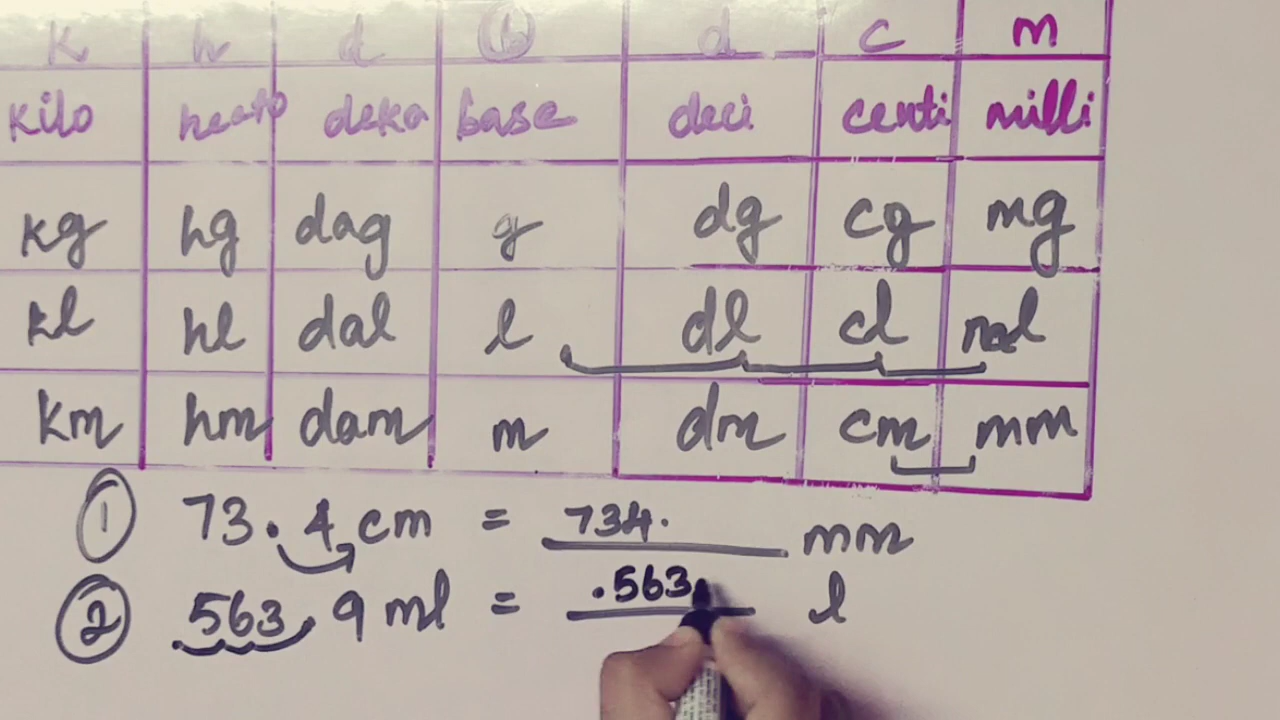 k h d b d c m
kilo hecto deka base deci centi milli
kg hg dag g dg cg mg
kl hl dal l dl cl ml
km hm dam m dm cm mm
1 73.4 cm = 734. mm
2 563.9 ml = .563 l